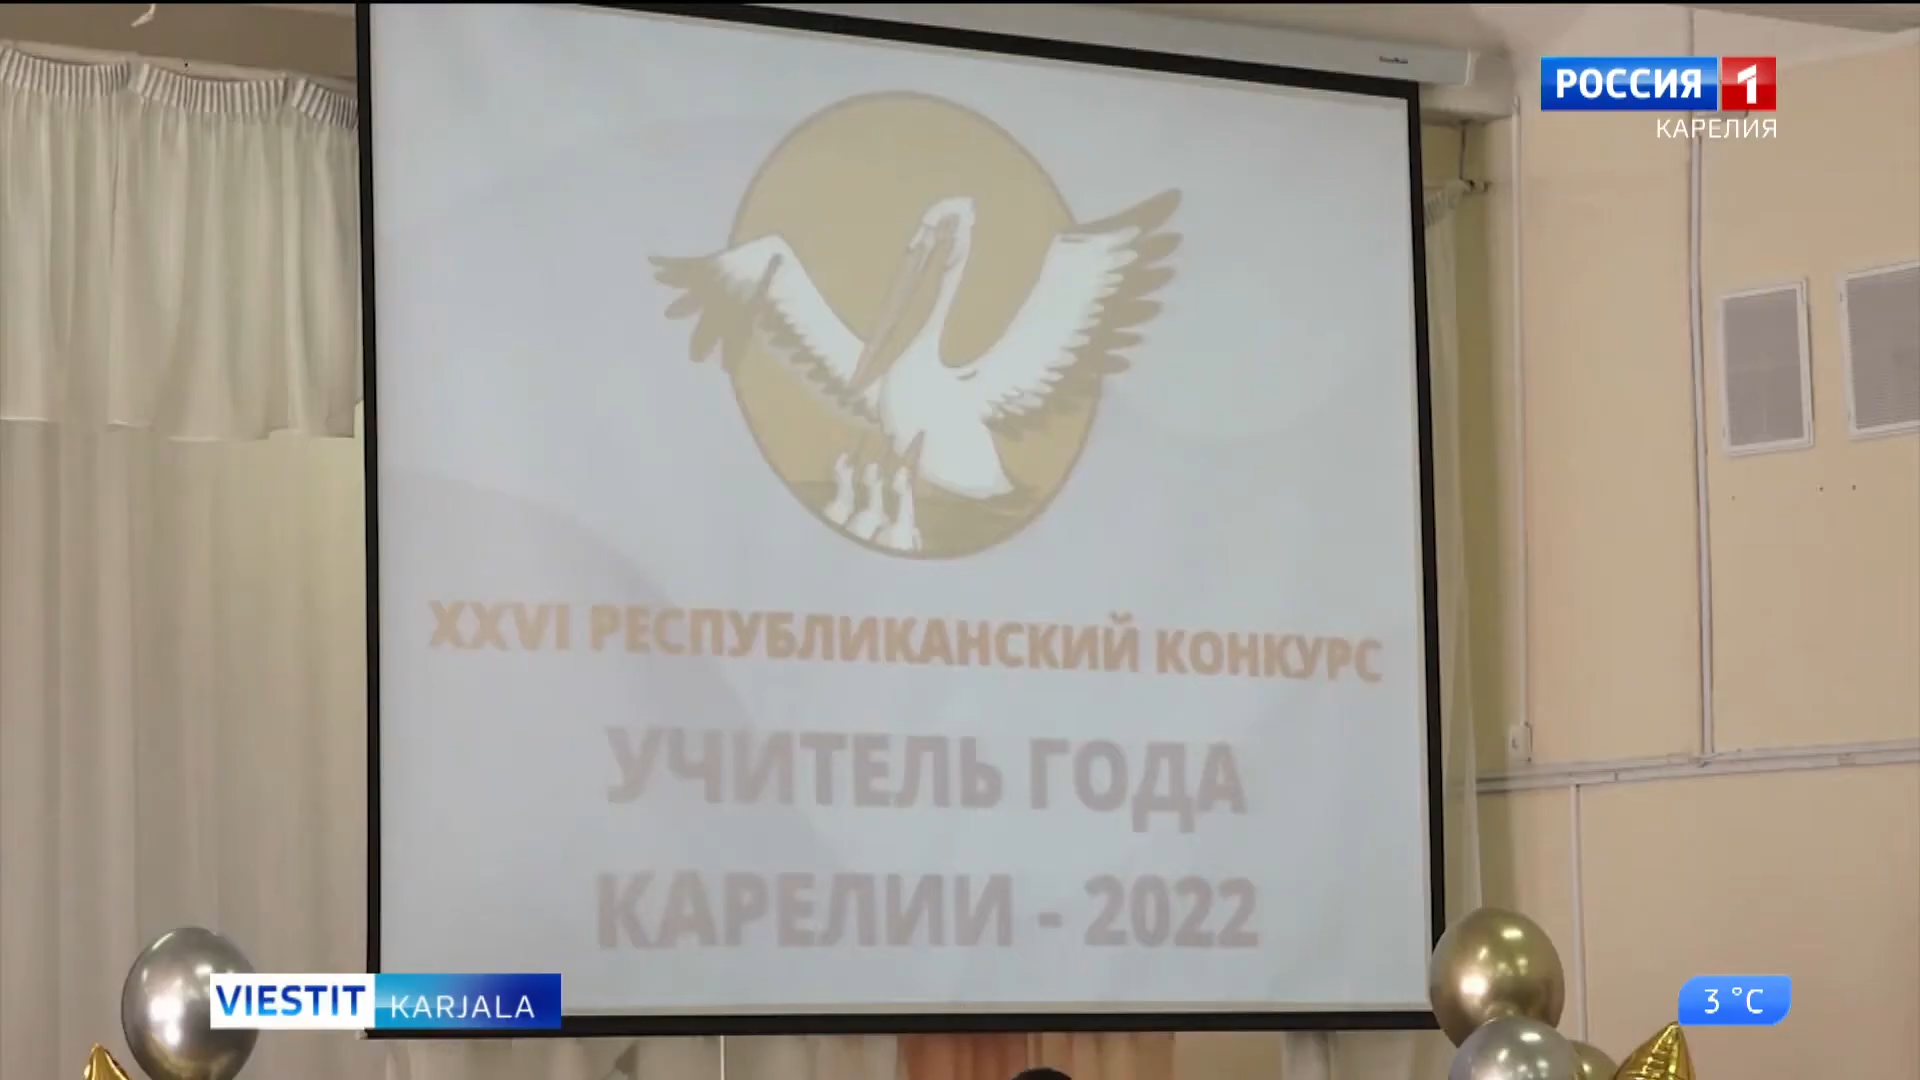 РОССИЯ 1
КАРЕЛИЯ
XXVI РЕСПУБЛИКАНСКИЙ КОНКУРС
УЧИТЕЛЬ ГОДА
КАРЕЛИИ - 2022
VIESTIT KARJALA
3 °C